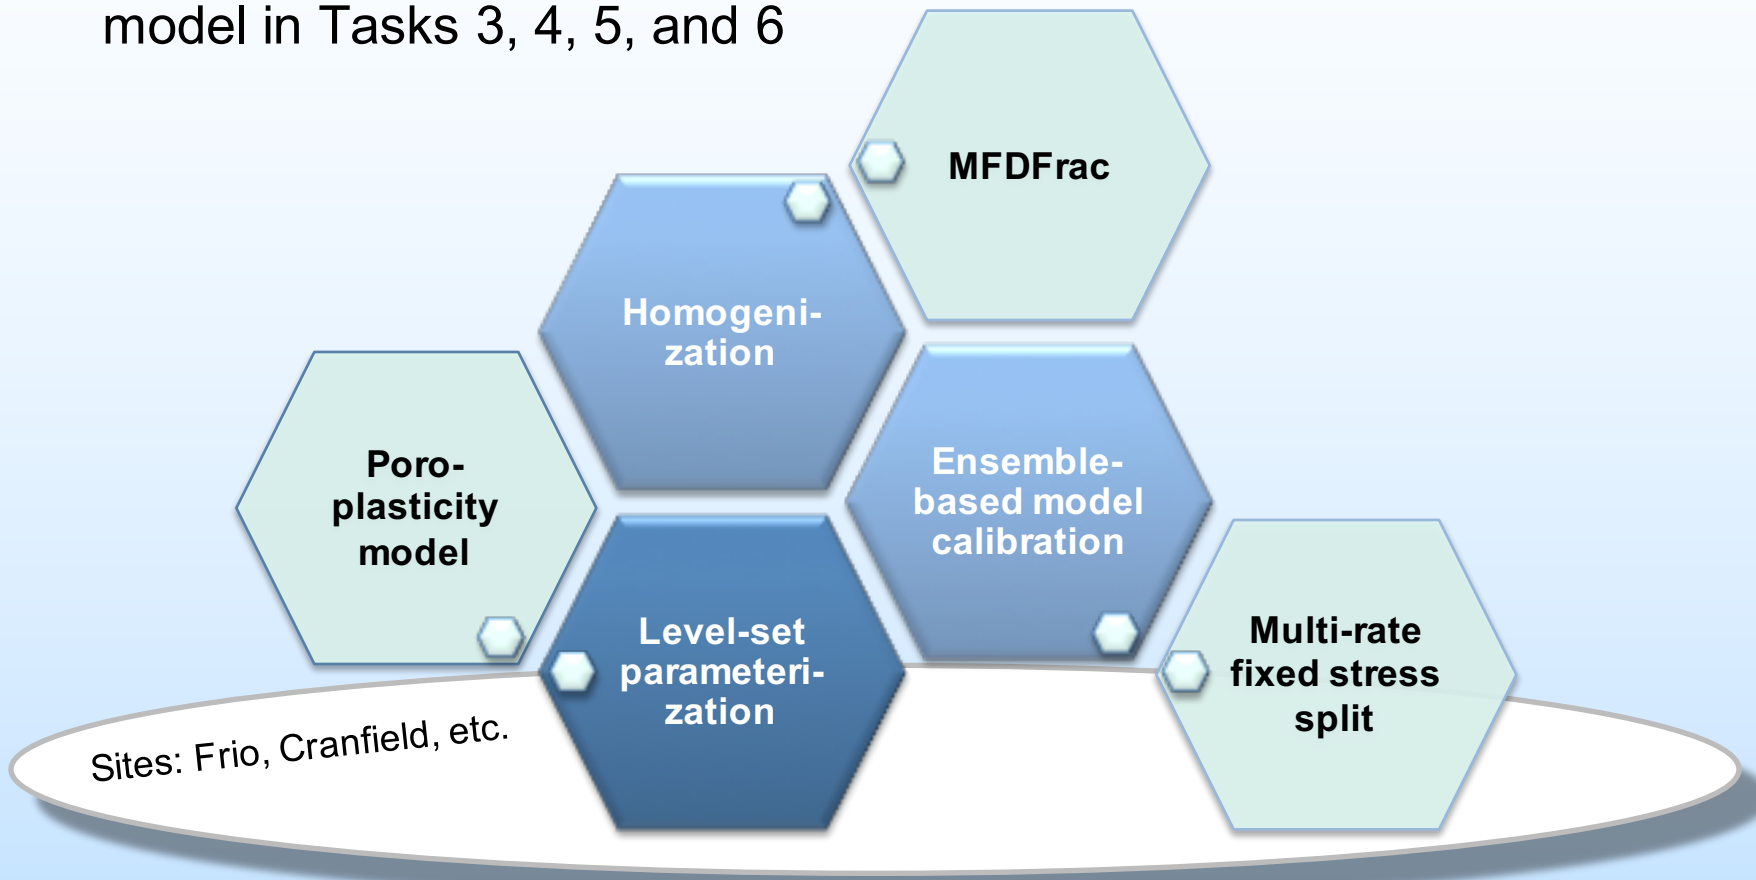 model in Tasks 3, 4, 5, and 6
MFDFrac
Homogeni-
zation
Poro-
plasticity
model
Ensemble-
based model
calibration
Level-set
parameteri-
zation
Multi-rate
fixed stress
split
Sites: Frio, Cranfield, etc.